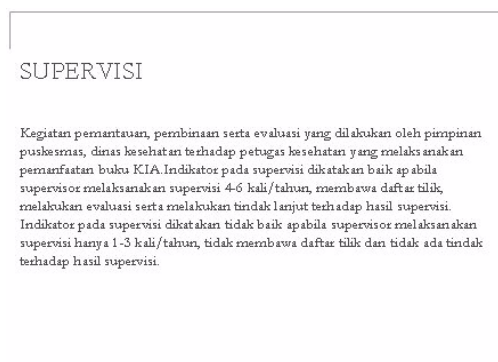 SUPERVISI
Kegiatan pemantauan, pembinaan serta evaluasi yang dilakukan oleh pimpinan
puskesmas, dinas kesehatan terhadap petugas kesehatan yang melaksanakan
pemanfaatan buku KIA.Indikator pada supervisi dikatakan baik apabila
supervisor melaksanakan supervisi 4-6 kali/tahun, membawa daftar tilik,
melakukan evaluasi serta melakukan tindak lanjut terhadap hasil supervisi.
Indikator pada supervisi dikatakan tidak baik apabila supervisor melaksanakan
supervisi hanya 1-3 kali/tahun, tidak membawa daftar tilik dan tidak ada tindak
terhadap hasil supervisi.